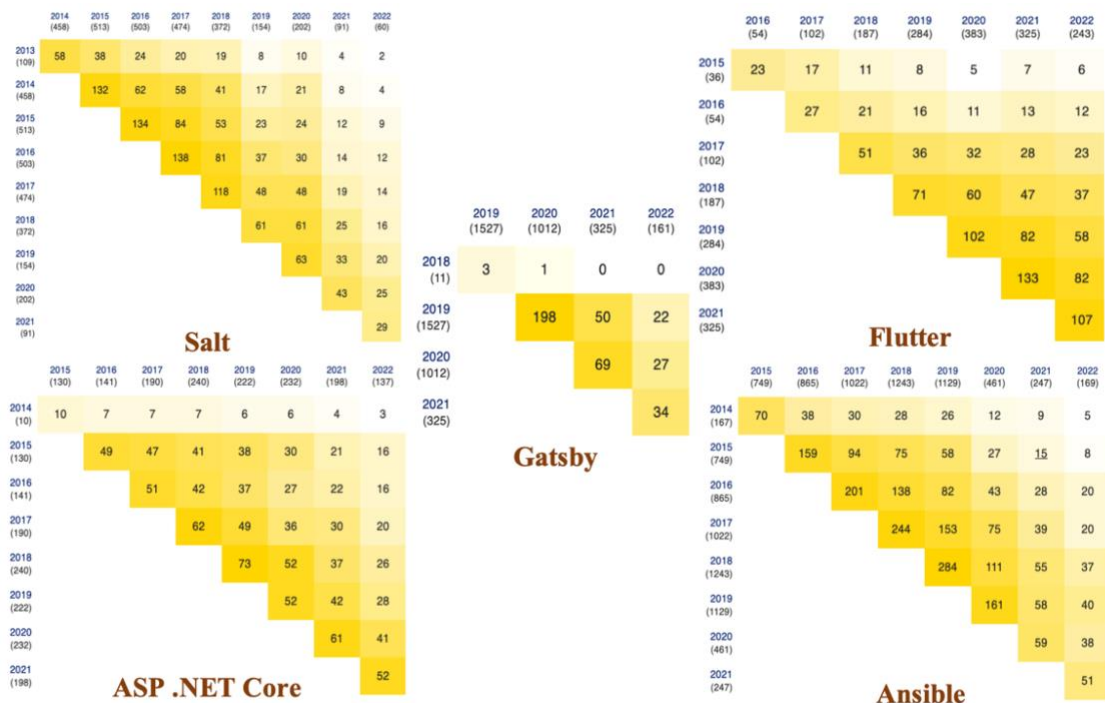 2014 2015 2016 2017 2018 2019 2020 2021 2022
(458) (513) (503) (474) (372) (154) (202) (91) (60)
2013 (109) 58 38 24 20 19 8 10 4 2
2014 (458) 132 62 58 41 17 21 8 4
2015 (513) 134 84 53 23 24 12 9
2016 (503) 138 81 37 30 14 12
2017 (474) 118 48 48 19 14
2018 (372) 61 61 25 16
2019 (154) 63 33 20
2020 (202) 43 25
2021 (91) 29
Salt
2015 2016 2017 2018 2019 2020 2021 2022
(130) (141) (190) (240) (222) (232) (198) (137)
2014 (10) 10 7 7 7 6 6 4 3
2015 (130) 49 47 41 38 30 21 16
2016 (141) 51 42 37 27 22 16
2017 (190) 62 49 36 30 20
2018 (240) 73 52 37 26
2019 (222) 52 42 28
2020 (232) 61 41
2021 (198) 52
ASP .NET Core
2019 2020 2021 2022
(1527) (1012) (325) (161)
2018 (11) 3 1 0 0
2019 (1527) 198 50 22
2020 (1012) 69 27
2021 (325) 34
Gatsby
2016 2017 2018 2019 2020 2021 2022
(54) (102) (187) (284) (383) (325) (243)
2015 (36) 23 17 11 8 5 7 6
2016 (54) 27 21 16 11 13 12
2017 (102) 51 36 32 28 23
2018 (187) 71 60 47 37
2019 (284) 102 82 58
2020 (383) 133 82
2021 (325) 107
Flutter
2015 2016 2017 2018 2019 2020 2021 2022
(749) (865) (1022) (1243) (1129) (461) (247) (169)
2014 (167) 70 38 30 28 26 12 9 5
2015 (749) 159 94 75 58 27 15 8
2016 (865) 201 138 82 43 28 20
2017 (1022) 244 153 75 39 20
2018 (1243) 284 111 55 37
2019 (1129) 161 58 40
2020 (461) 59 38
2021 (247) 51
Ansible